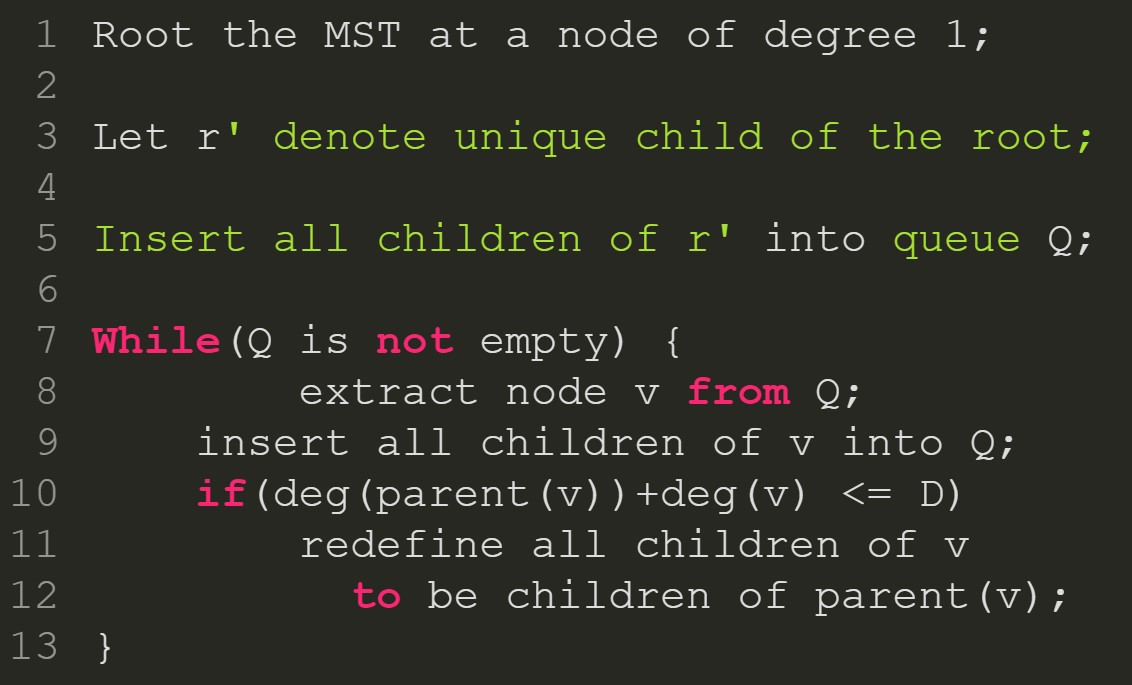 1 Root the MST at a node of degree 1;
2
3 Let r' denote unique child of the root;
4
5 Insert all children of r' into queue Q;
6
7 While(Q is not empty) {
8         extract node v from Q;
9     insert all children of v into Q;
10     if(deg(parent(v))+deg(v) <= D)
11         redefine all children of v
12           to be children of parent(v);
13 }